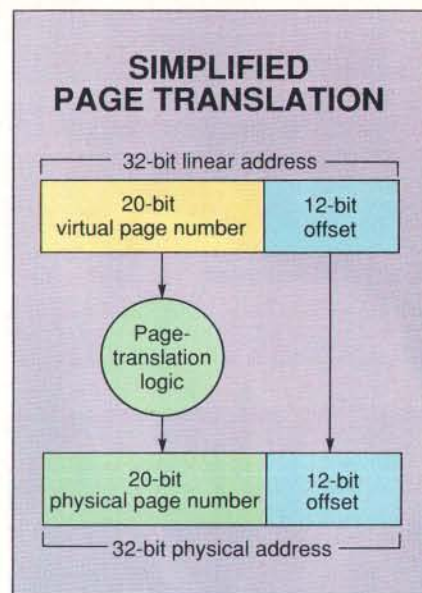 SIMPLIFIED
PAGE TRANSLATION
32-bit linear address
20-bit
virtual page number
12-bit
offset
Page-
translation
logic
20-bit
physical page number
12-bit
offset
32-bit physical address